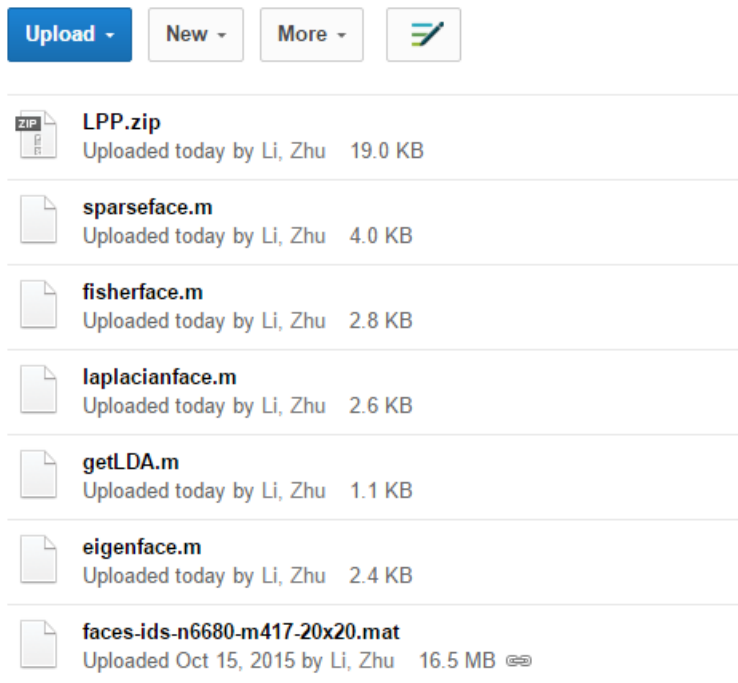 Upload New More
ZIP
LPP.zip
Uploaded today by Li, Zhu 19.0 KB
sparseface.m
Uploaded today by Li, Zhu 4.0 KB
fisherface.m
Uploaded today by Li, Zhu 2.8 KB
laplacianface.m
Uploaded today by Li, Zhu 2.6 KB
getLDA.m
Uploaded today by Li, Zhu 1.1 KB
eigenface.m
Uploaded today by Li, Zhu 2.4 KB
faces-ids-n6680-m417-20x20.mat
Uploaded Oct 15, 2015 by Li, Zhu 16.5 MB